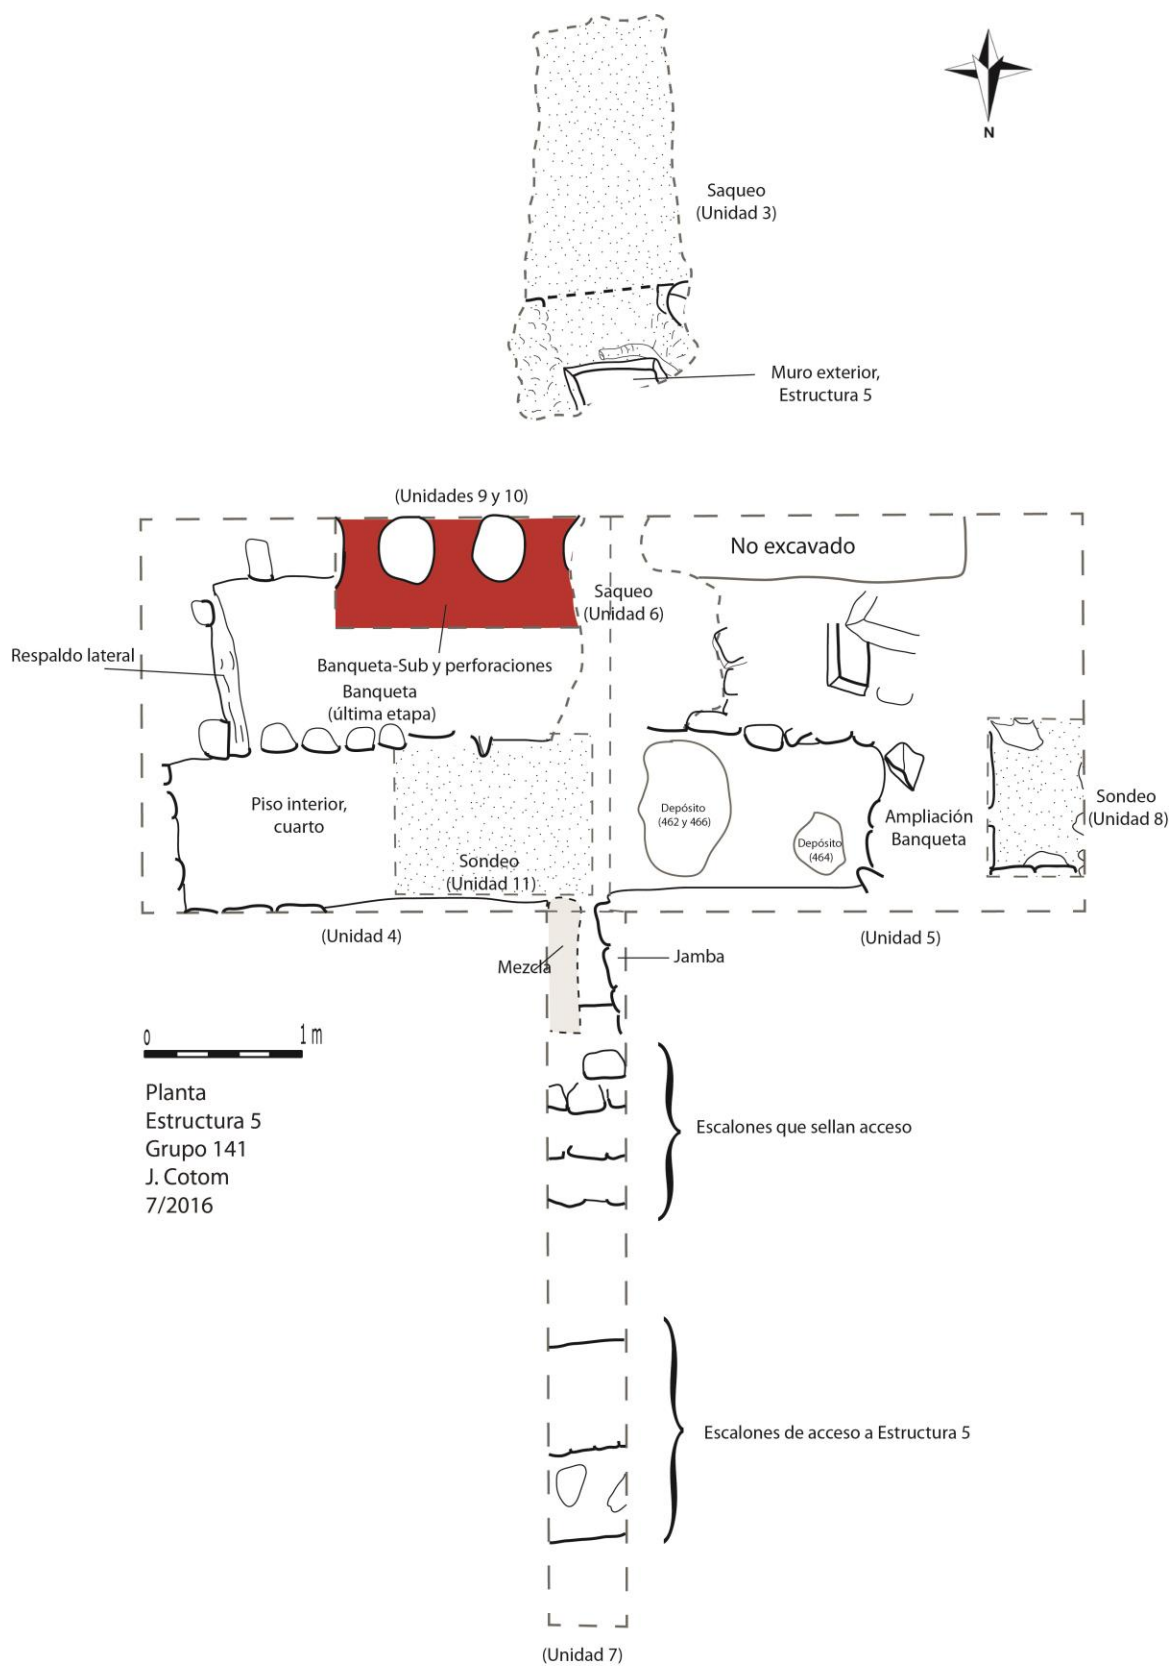 N
Saqueo
(Unidad 3)
Muro exterior,
Estructura 5
(Unidades 9 y 10)
No excavado
Saqueo
(Unidad 6)
Respaldo lateral
Banqueta-Sub y perforaciones
Banqueta
(última etapa)
Piso interior,
cuarto
Depósito
(462 y 466)
Depósito
(464)
Ampliación
Banqueta
Sondeo
(Unidad 8)
Sondeo
(Unidad 11)
(Unidad 4)
(Unidad 5)
Mezcla
Jamba
0 1 m
Planta
Estructura 5
Grupo 141
J. Cotom
7/2016
Escalones que sellan acceso
Escalones de acceso a Estructura 5
(Unidad 7)